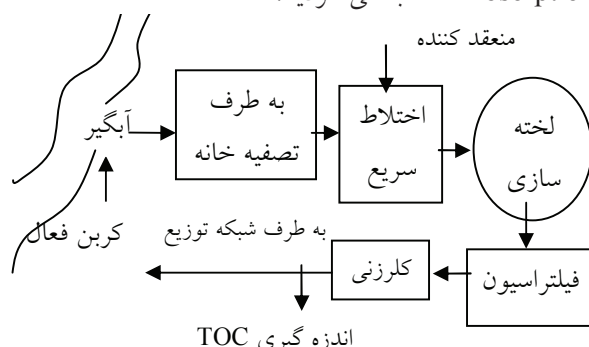 منعقد کننده
آبگیر
به طرف
تصفیه خانه
اختلاط
سریع
لخته
سازی
کربن فعال
به طرف شبکه توزیع
کلرزنی
فیلتراسیون
اندزه گیری TOC